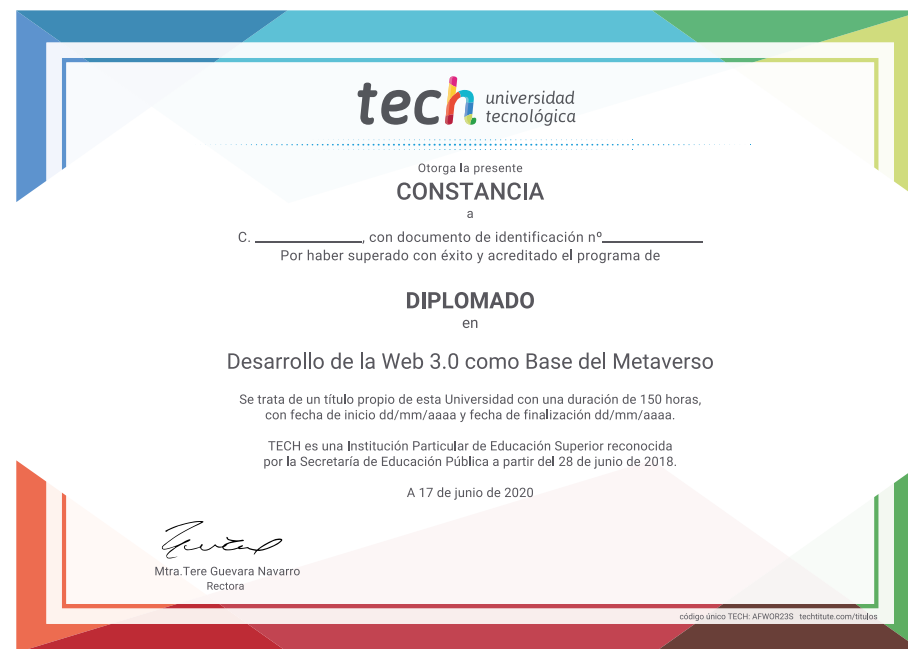 tech universidad
tecnológica
Otorga la presente
CONSTANCIA
a
C. ____________, con documento de identificación nº____________
Por haber superado con éxito y acreditado el programa de
DIPLOMADO
en
Desarrollo de la Web 3.0 como Base del Metaverso
Se trata de un título propio de esta Universidad con una duración de 150 horas,
con fecha de inicio dd/mm/aaaa y fecha de finalización dd/mm/aaaa.
TECH es una Institución Particular de Educación Superior reconocida
por la Secretaría de Educación Pública a partir del 28 de junio de 2018.
A 17 de junio de 2020
Mtra.Tere Guevara Navarro
Rectora
código único TECH: AFWOR23S techtitute.com/titulos